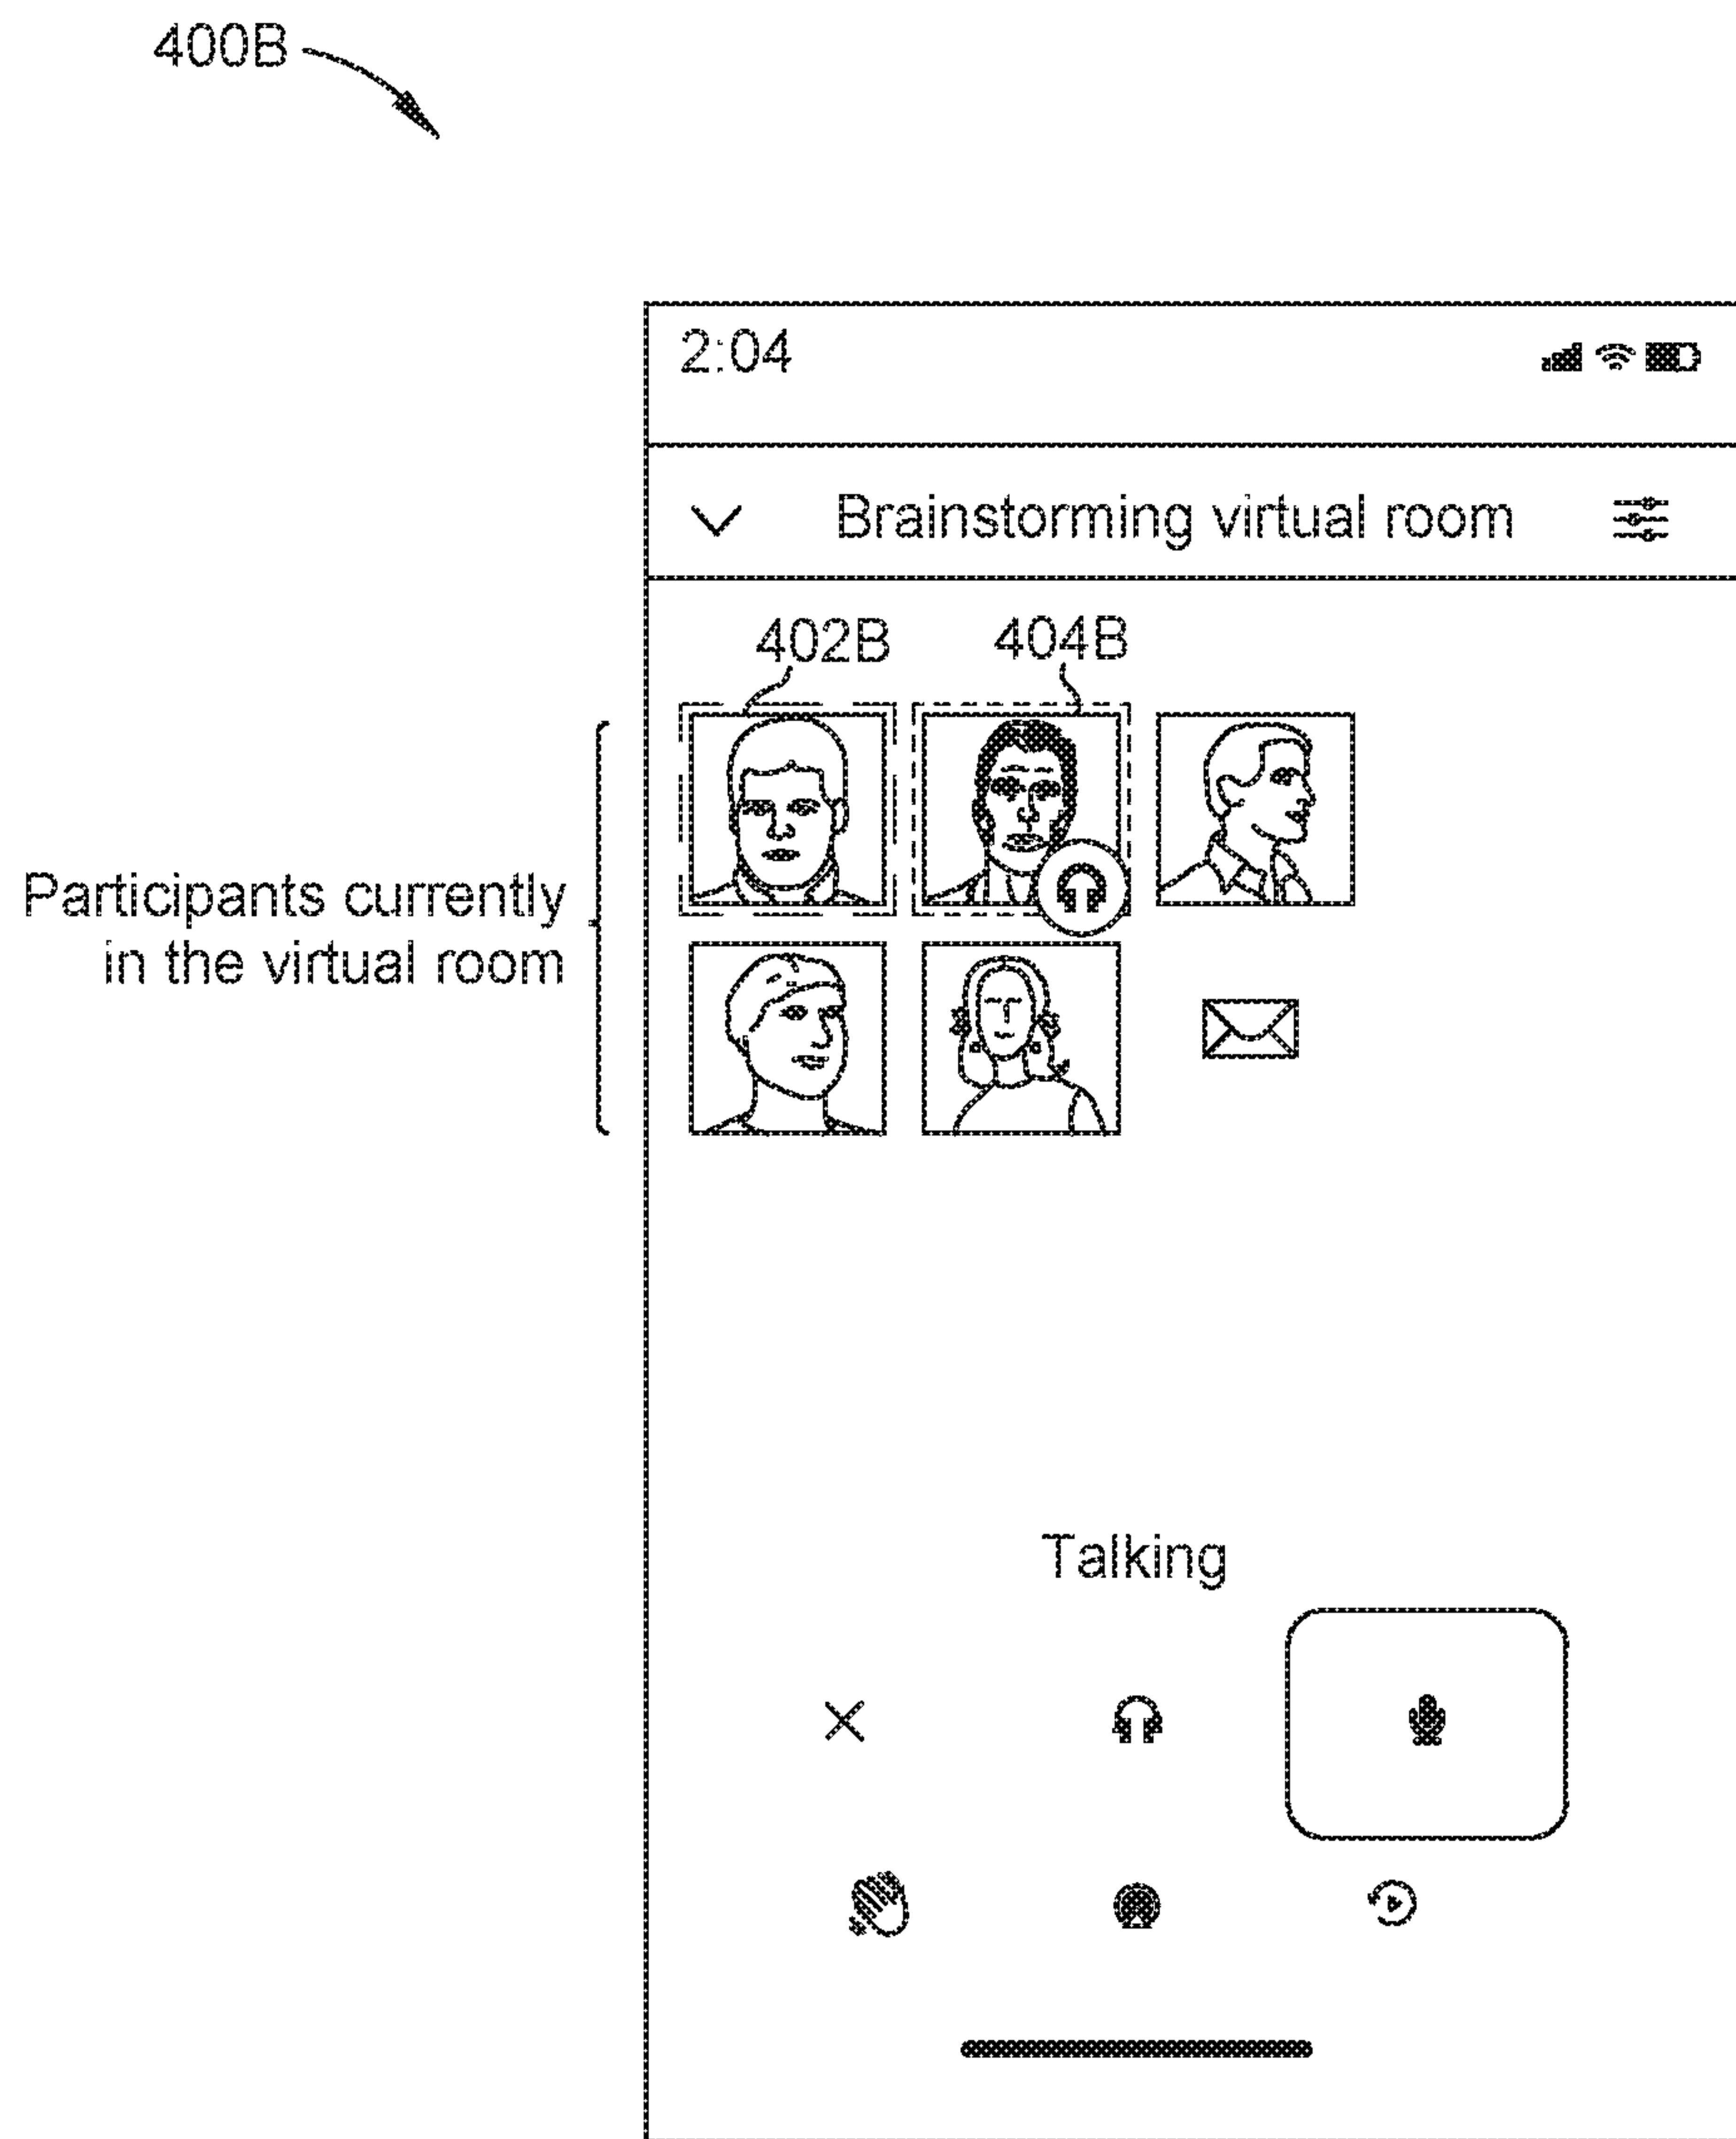 400B
2:04
Brainstorming virtual room
402B 404B
Participants currently
in the virtual room
Talking